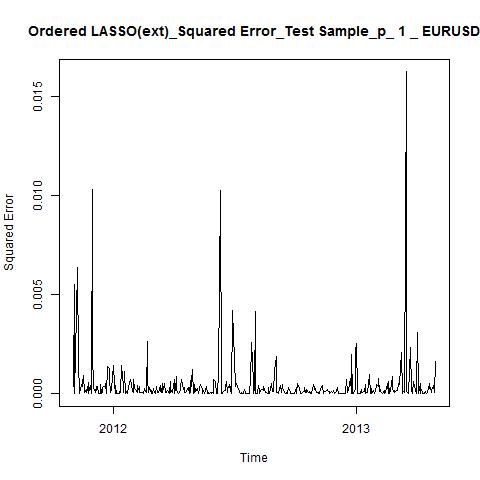 Ordered LASSO(ext)_Squared Error_Test Sample_p_ 1 _ EURUSD
Squared Error
0.015
0.010
0.005
0.000
2012 2013
Time